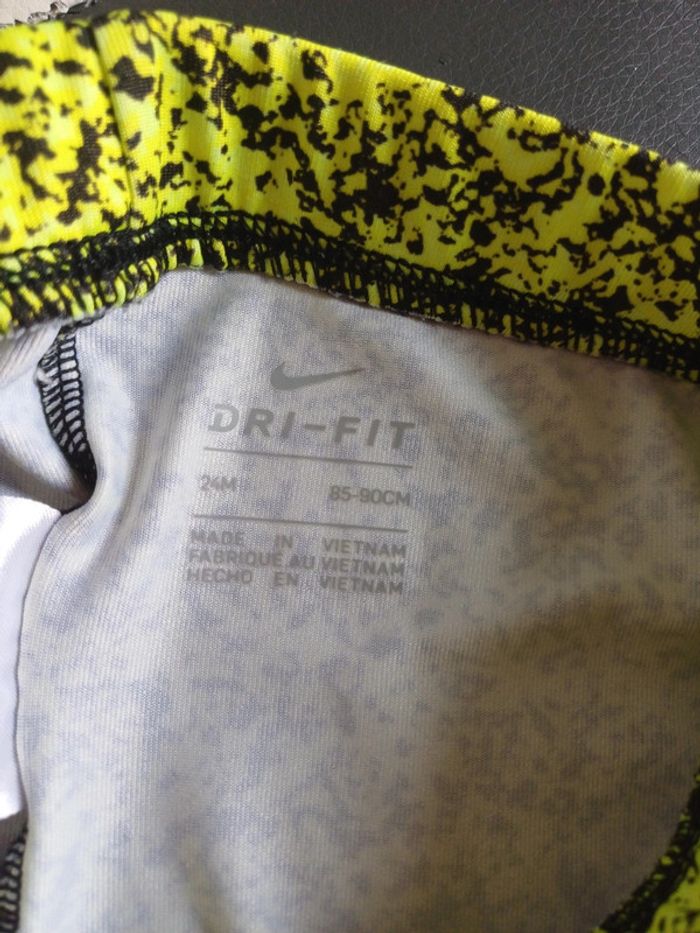 DRI-FIT
24M 85-90CM
MADE IN VIETNAM
FABRIQUÉ AU VIETNAM
HECHO EN VIETNAM